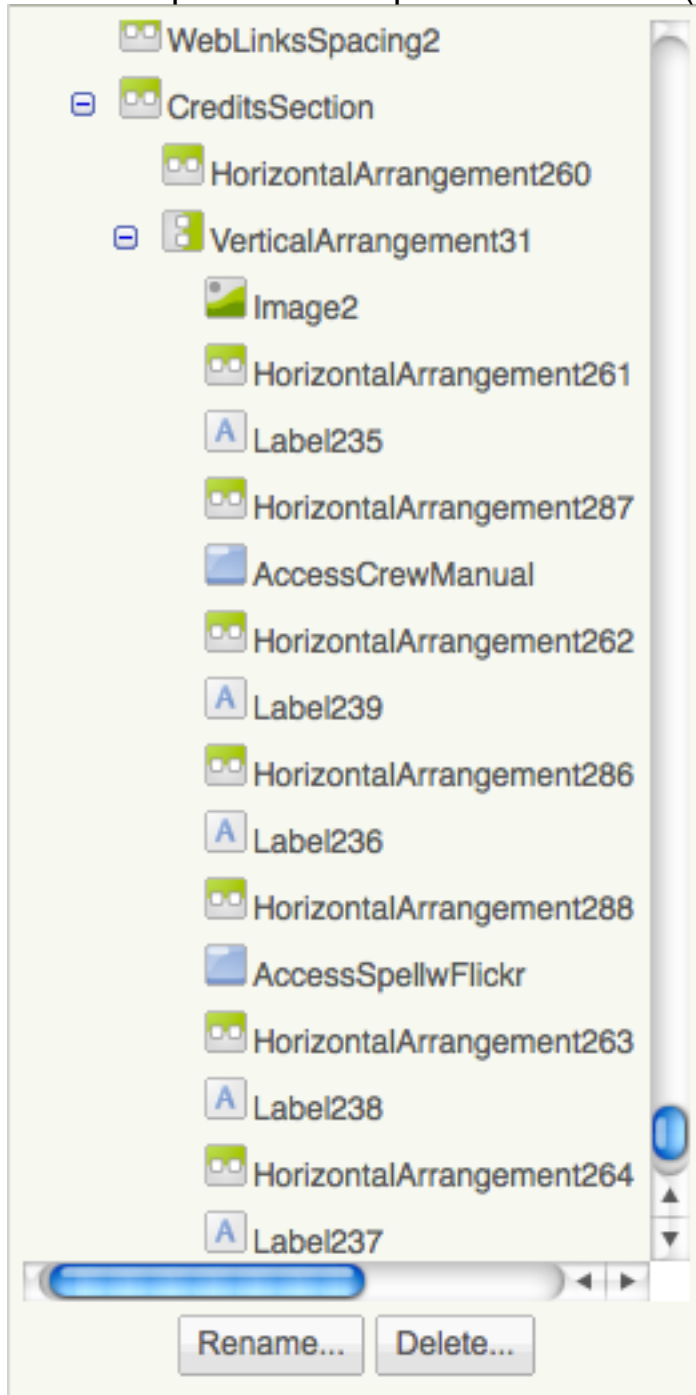 WebLinksSpacing2
CreditsSection
HorizontalArrangement260
VerticalArrangement31
Image2
HorizontalArrangement261
A Label235
HorizontalArrangement287
AccessCrewManual
HorizontalArrangement262
A Label239
HorizontalArrangement286
A Label236
HorizontalArrangement288
AccessSpellwFlickr
HorizontalArrangement263
A Label238
HorizontalArrangement264
A Label237
Rename... Delete...